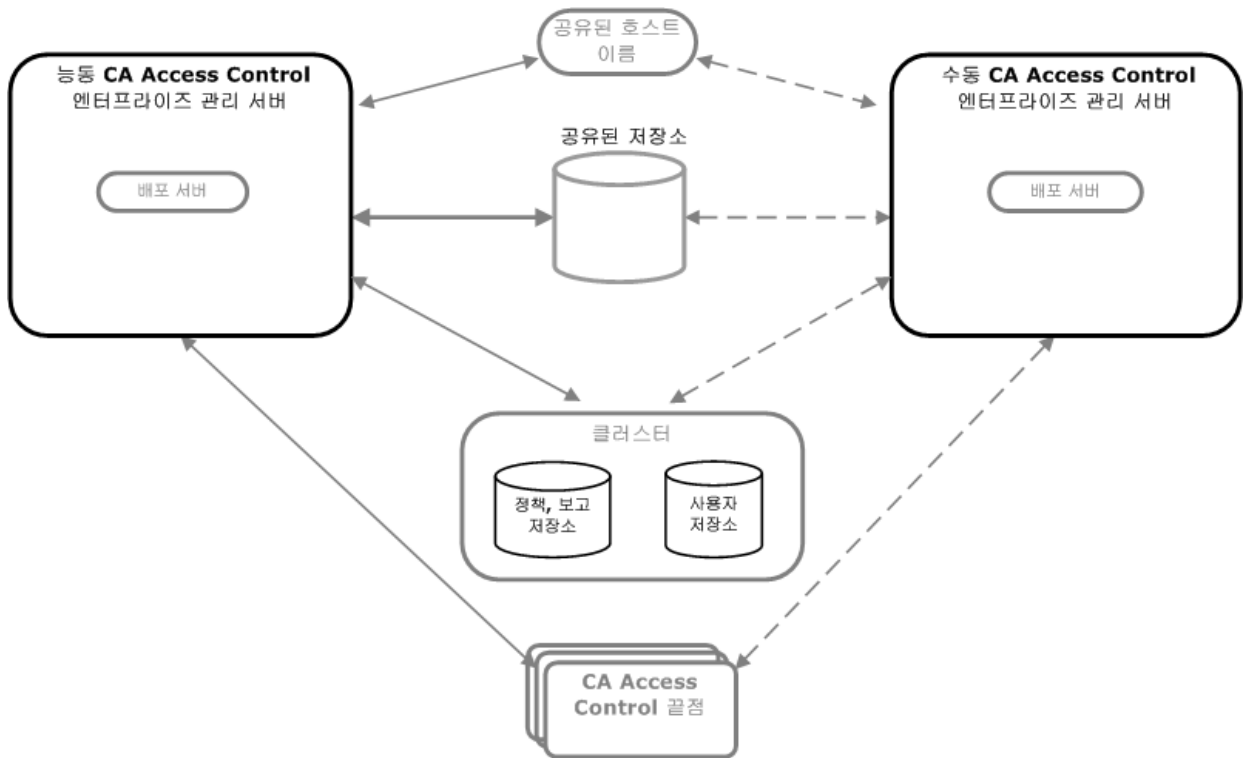 공유된 호스트
이름
능동 CA Access Control
엔터프라이즈 관리 서버
수동 CA Access Control
엔터프라이즈 관리 서버
공유된 저장소
배포 서버
배포 서버
클러스터
정책, 보고
저장소
사용자
저장소
CA Access
Control 끝점